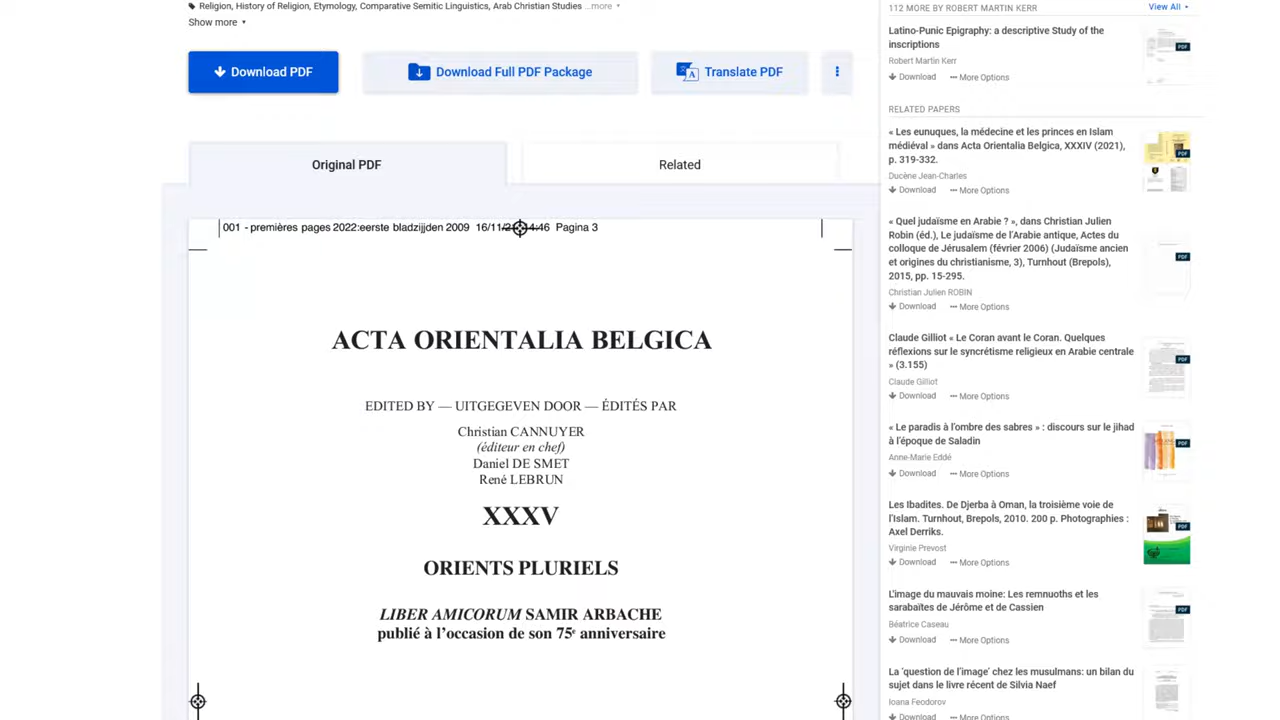 Religion, History of Religion, Etymology, Comparative Semitic Linguistics, Arab Christian Studies ...more
Show more
Download PDF
Download Full PDF Package
Translate PDF
Original PDF
Related
001 - premières pages 2022:eerste bladzijjden 2009 16/11/2 14:46 Pagina 3
ACTA ORIENTALIA BELGICA
EDITED BY — UITGEGEVEN DOOR — ÉDITÉS PAR
Christian CANNUYER
(éditeur en chef)
Daniel DE SMET
René LEBRUN
XXXV
ORIENTS PLURIELS
LIBER AMICORUM SAMIR ARBACHE
publié à l'occasion de son 75e anniversaire
112 MORE BY ROBERT MARTIN KERR
View All
Latino-Punic Epigraphy: a descriptive Study of the
inscriptions
Robert Martin Kerr
Download ••• More Options
PDF
RELATED PAPERS
« Les eunuques, la médecine et les princes en Islam
médiéval » dans Acta Orientalia Belgica, XXXIV (2021),
p. 319-332.
Ducène Jean-Charles
Download ••• More Options
PDF
« Quel judaïsme en Arabie ? », dans Christian Julien
Robin (éd.), Le judaïsme de l'Arabie antique, Actes du
colloque de Jérusalem (février 2006) (Judaïsme ancien
et origines du christianisme, 3), Turnhout (Brepols),
2015, pp. 15-295.
Christian Julien ROBIN
Download ••• More Options
PDF
Claude Gilliot « Le Coran avant le Coran. Quelques
réflexions sur le syncrétisme religieux en Arabie centrale
» (3.155)
Claude Gilliot
Download ••• More Options
PDF
« Le paradis à l'ombre des sabres » : discours sur le jihad
à l'époque de Saladin
Anne-Marie Eddé
Download ••• More Options
PDF
Les Ibadites. De Djerba à Oman, la troisième voie de
l'Islam. Turnhout, Brepols, 2010. 200 p. Photographies :
Axel Derriks.
Virginie Prevost
Download ••• More Options
PDF
L'image du mauvais moine: Les remnuoths et les
sarabaïtes de Jérôme et de Cassien
Béatrice Caseau
Download ••• More Options
PDF
La 'question de l'image' chez les musulmans: un bilan du
sujet dans le livre récent de Silvia Naef
Ioana Feodorov
Download ••• More Options
PDF